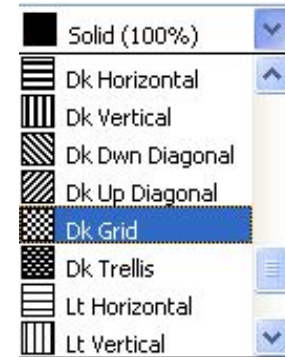 Solid (100%)
Dk Horizontal
Dk Vertical
Dk Dwn Diagonal
Dk Up Diagonal
Dk Grid
Dk Trellis
Lt Horizontal
Lt Vertical